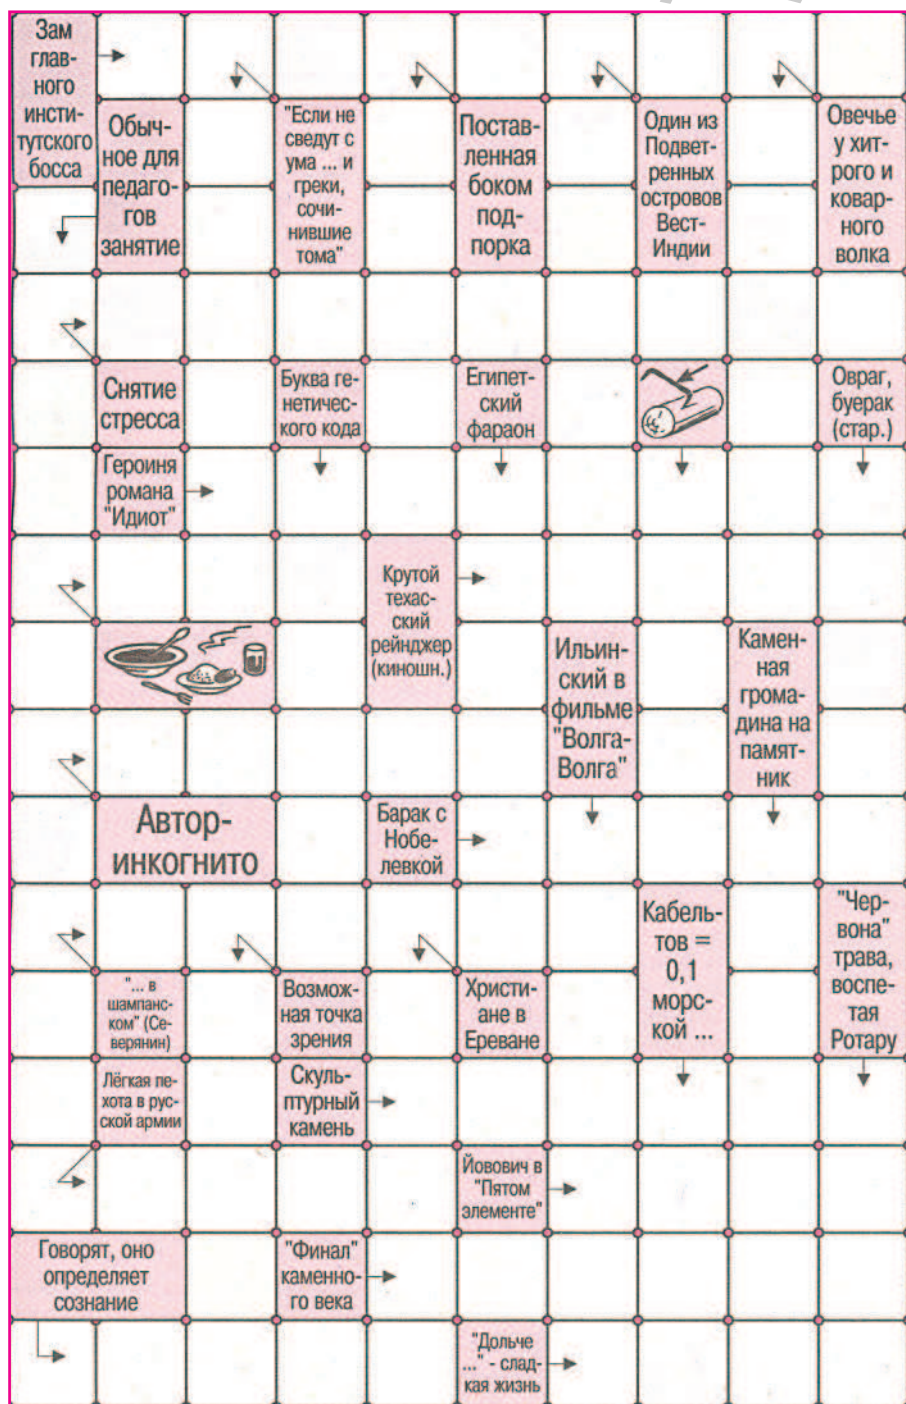 Зам
глав-
ного
инсти-
тутского
босса
Обыч-
ное для
педаго-
гов
занятие
"Если не
сведут с
ума ... и
греки,
сочи-
нившие
тома"
Постав-
ленная
боком
под-
порка
Один из
Подвет-
ренных
островов
Вест-
Индии
Овечье
у хит-
рого и
ковар-
ного
волка
Снятие
стресса
Буква ге-
нетичес-
кого кода
Египет-
ский
фараон
Овраг,
буерак
(стар.)
Героиня
романа
"Идиот"
Крутой
техас-
ский
рейнджер
(киношн.)
Ильин-
ский в
фильме
"Волга-
Волга"
Камен-
ная
грома-
дина на
памят-
ник
Автор-
инкогнито
Барак с
Нобе-
левкой
Кабель-
тов =
0,1
морс-
кой ...
"Чер-
вона"
трава,
воспе-
тая
Ротару
"... в
шампанс-
ком" (Се-
верянин)
Возмож-
ная точка
зрения
Христи-
ане в
Ереване
Лёгкая пе-
хота в рус-
ской армии
Скуль-
птурный
камень
Йовович в
"Пятом
элементе"
Говорят, оно
определяет
сознание
"Финал"
каменно-
го века
"Дольче
..." - слад-
кая жизнь